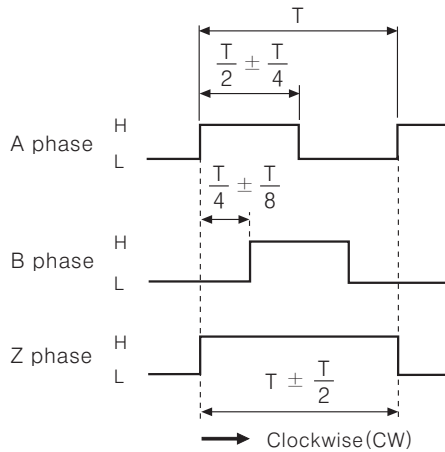 T
T/2 ± T/4
A phase H
L
T/4 ± T/8
B phase H
L
Z phase H
L
T ± T/2
Clockwise(CW)